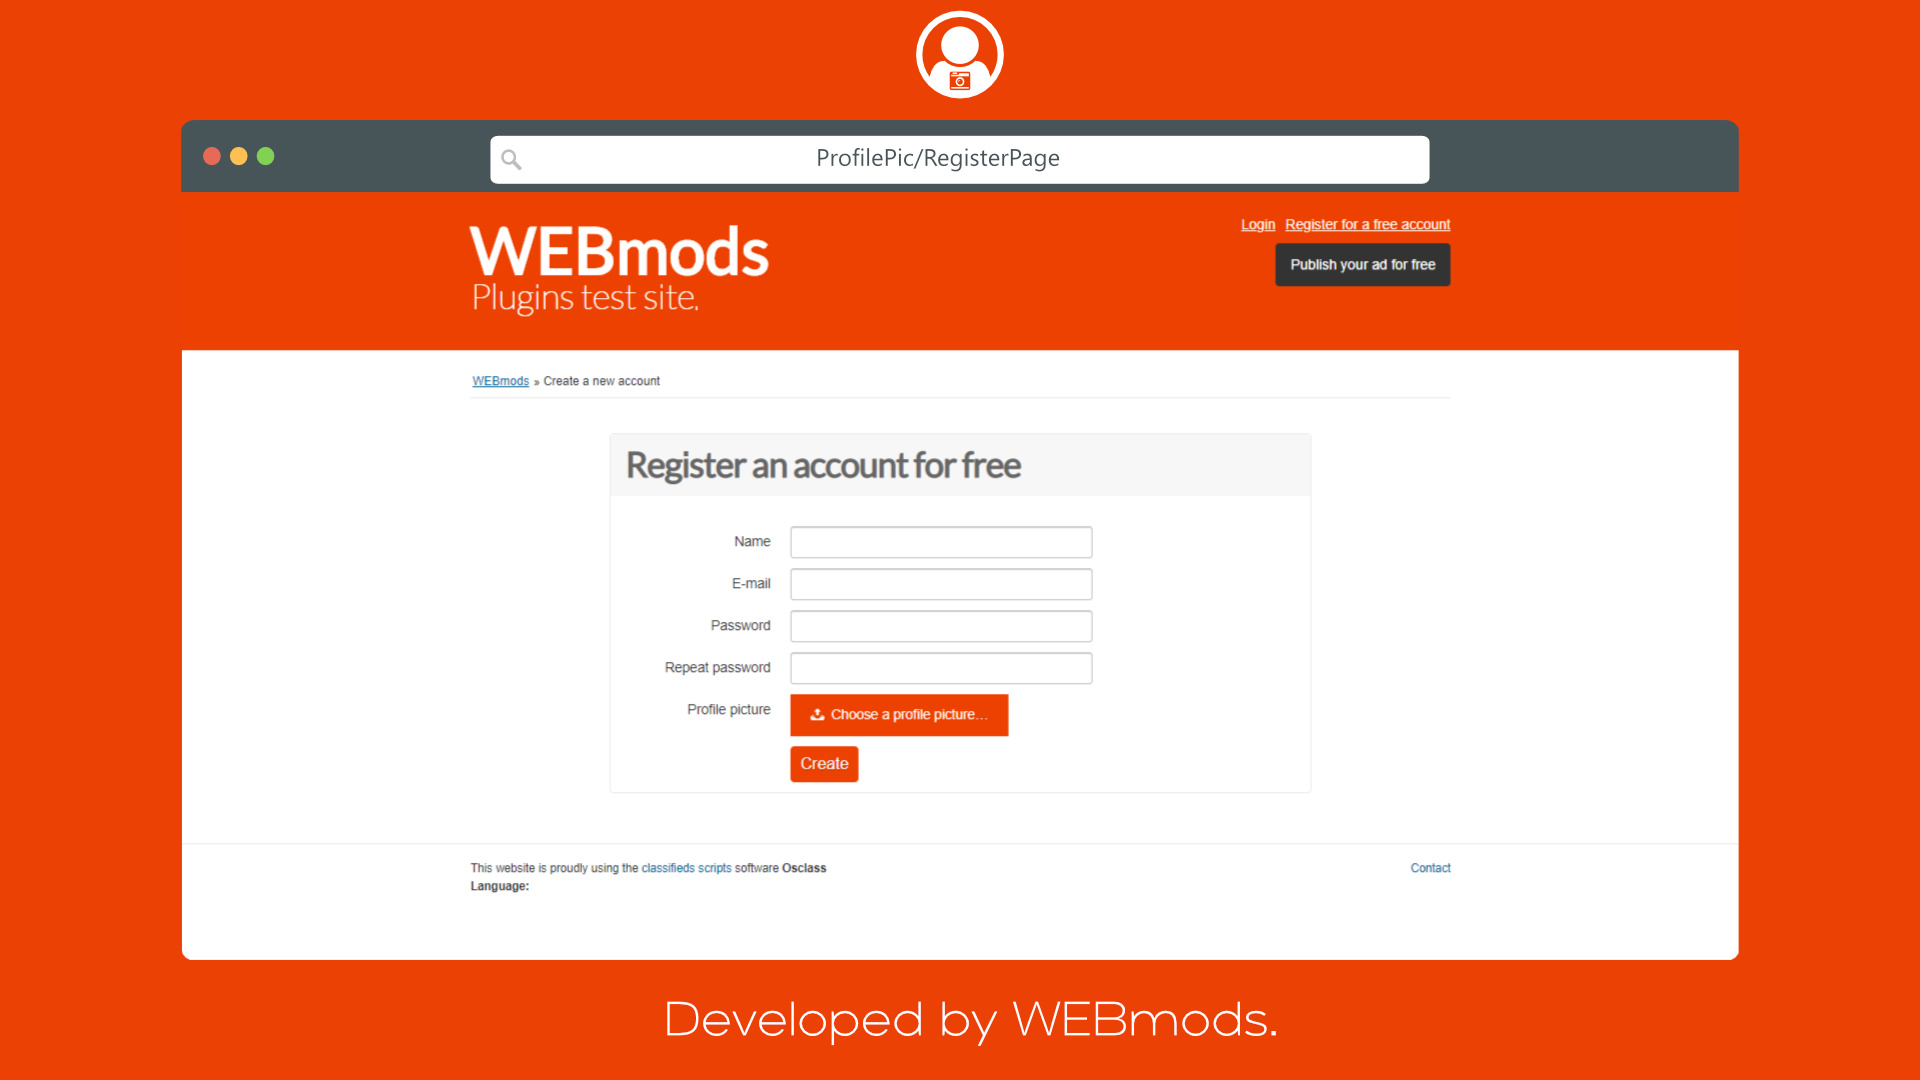 ProfilePic/RegisterPage
WEBmods
Plugins test site.
Login Register for a free account
Publish your ad for free
WEBmods » Create a new account
Register an account for free
Name
E-mail
Password
Repeat password
Profile picture
Choose a profile picture...
Create
This website is proudly using the classifieds scripts software Osclass
Contact
Language:
Developed by WEBmods.